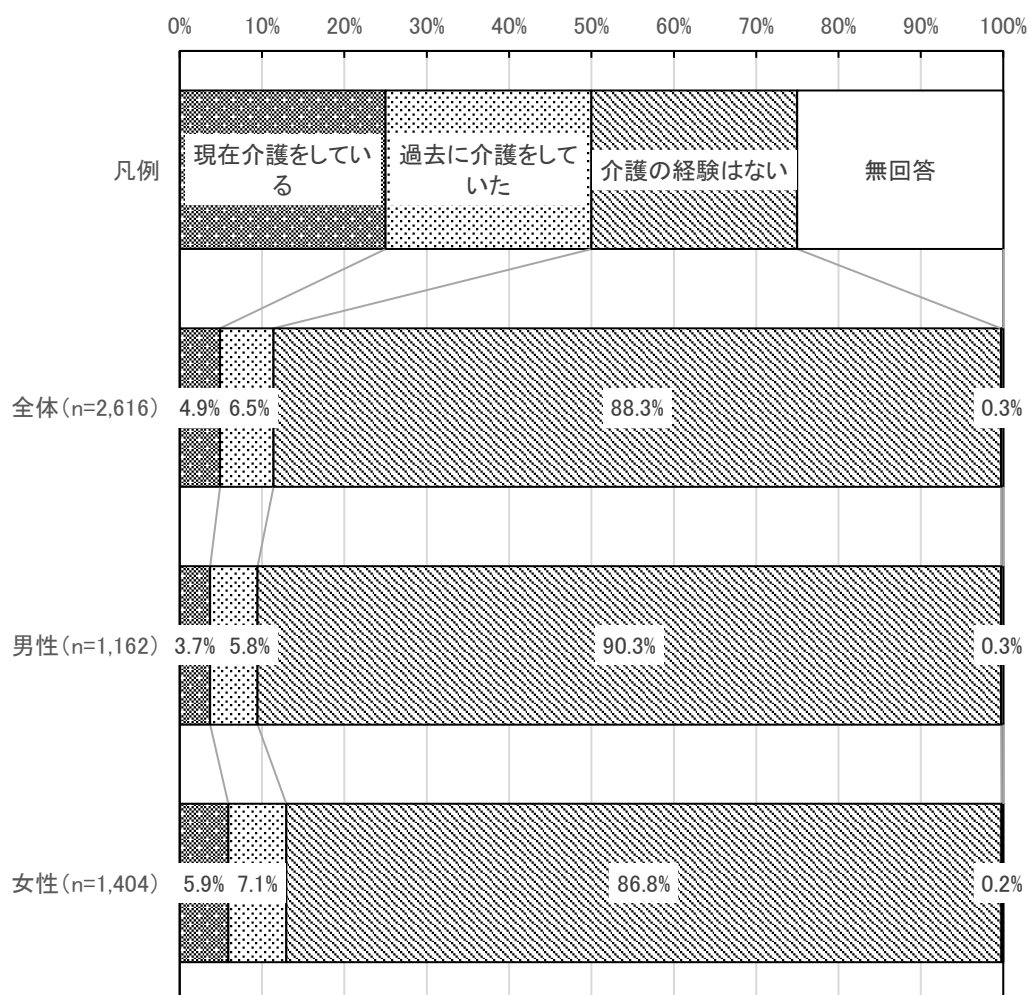 0% 10% 20% 30% 40% 50% 60% 70% 80% 90% 100%
凡例
現在介護をしてい
る
過去に介護をして
いた
介護の経験はない
無回答
全体(n=2,616) 4.9% 6.5% 88.3% 0.3%
男性(n=1,162) 3.7% 5.8% 90.3% 0.3%
女性(n=1,404) 5.9% 7.1% 86.8% 0.2%